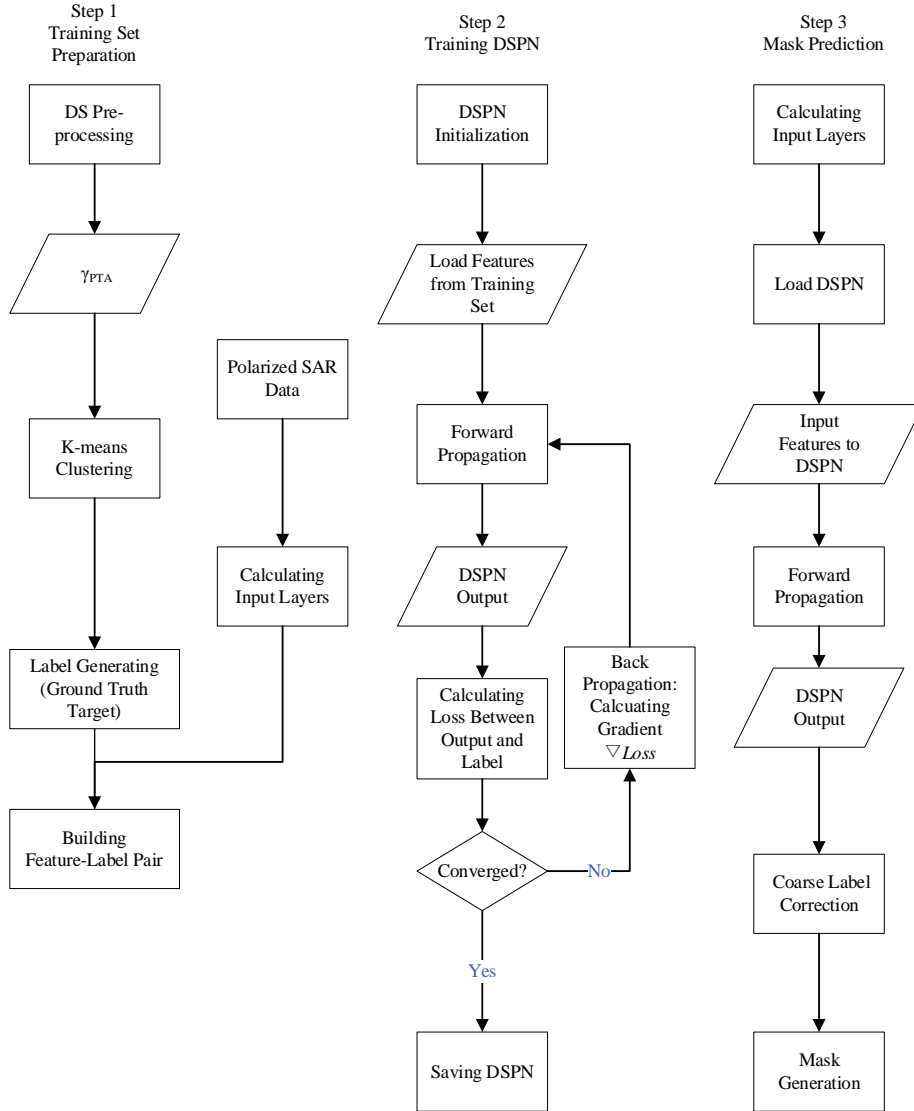 Step 1
Training Set
Preparation
DS Pre-
processing
γPTA
K-means
Clustering
Polarized SAR
Data
Calculating
Input Layers
Label Generating
(Ground Truth
Target)
Building
Feature-Label Pair
Step 2
Training DSPN
DSPN
Initialization
Load Features
from Training
Set
Forward
Propagation
DSPN
Output
Calculating
Loss Between
Output and
Label
Back
Propagation:
Calcuating
Gradient
▽Loss
Converged?
No
Yes
Saving DSPN
Step 3
Mask Prediction
Calculating
Input Layers
Load DSPN
Input
Features to
DSPN
Forward
Propagation
DSPN
Output
Coarse Label
Correction
Mask
Generation